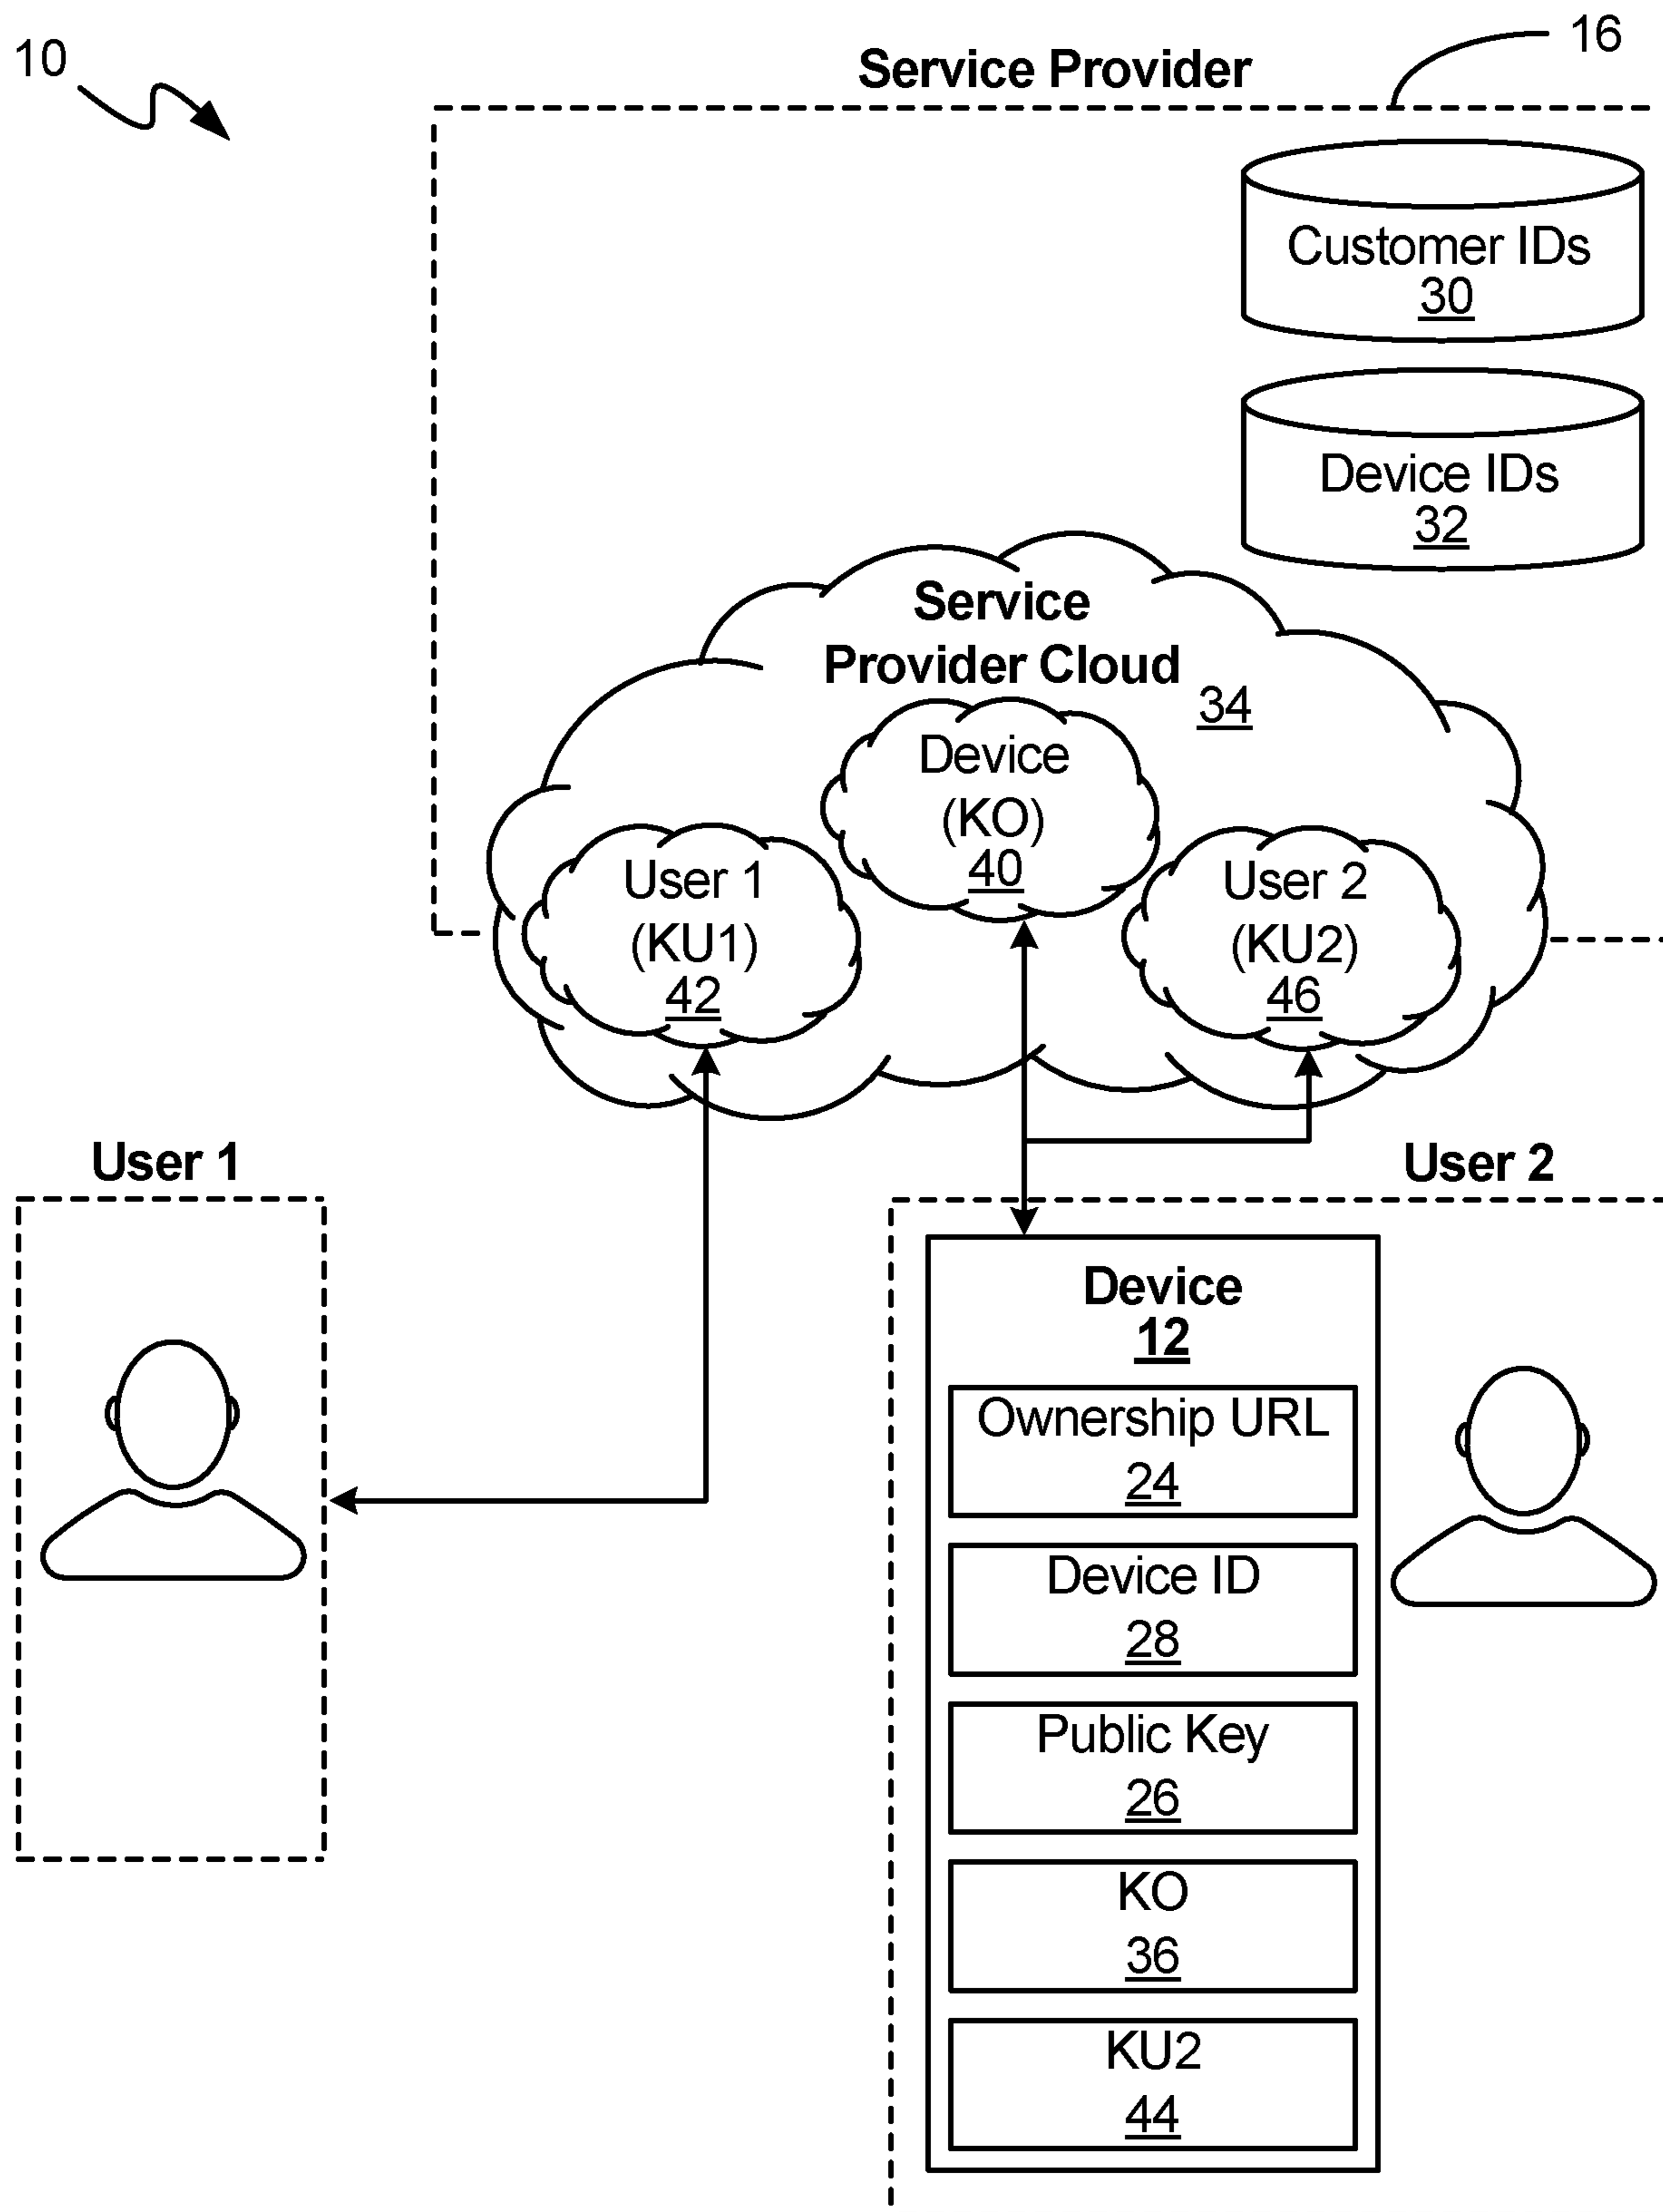 10
Service Provider
16
Customer IDs
30
Device IDs
32
Service
Provider Cloud
34
Device
(KO)
40
User 1
(KU1)
42
User 2
(KU2)
46
User 1
User 2
Device
12
Ownership URL
24
Device ID
28
Public Key
26
KO
36
KU2
44